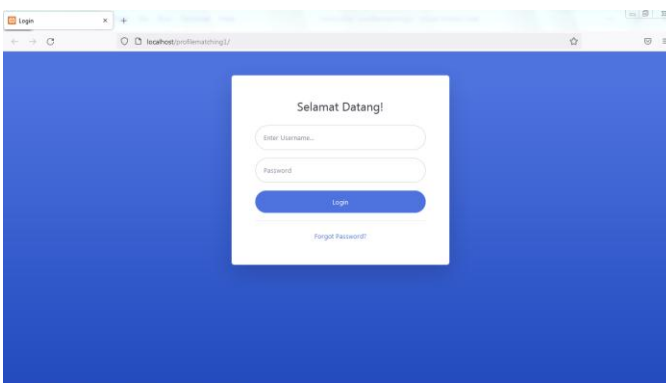 Login
localhost/profilematching1/
Selamat Datang!
Enter Username...
Password
Login
Forgot Password?